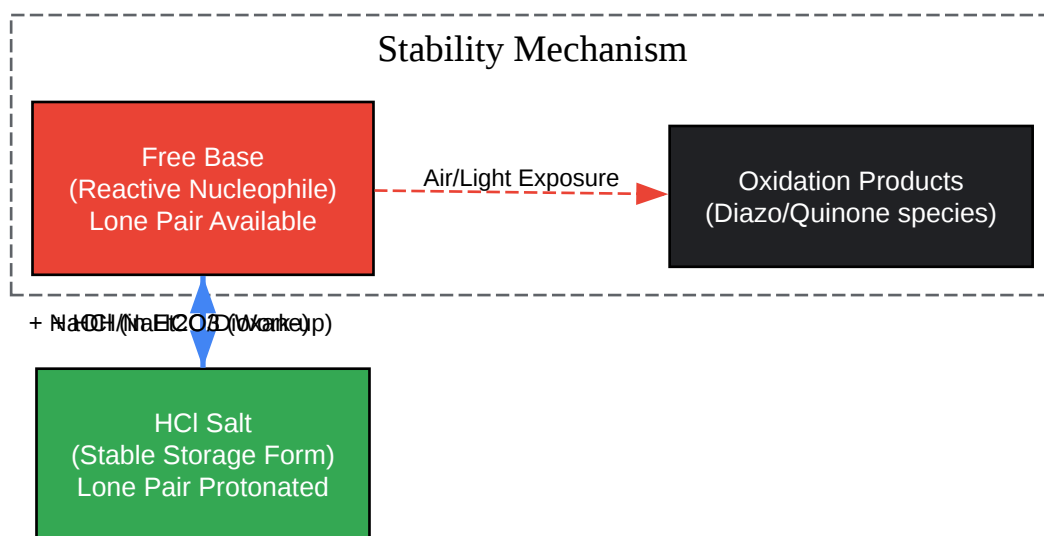 Stability Mechanism
Free Base
(Reactive Nucleophile)
Lone Pair Available
Air/Light Exposure
Oxidation Products
(Diazo/Quinone species)
HCl Salt
(Stable Storage Form)
Lone Pair Protonated